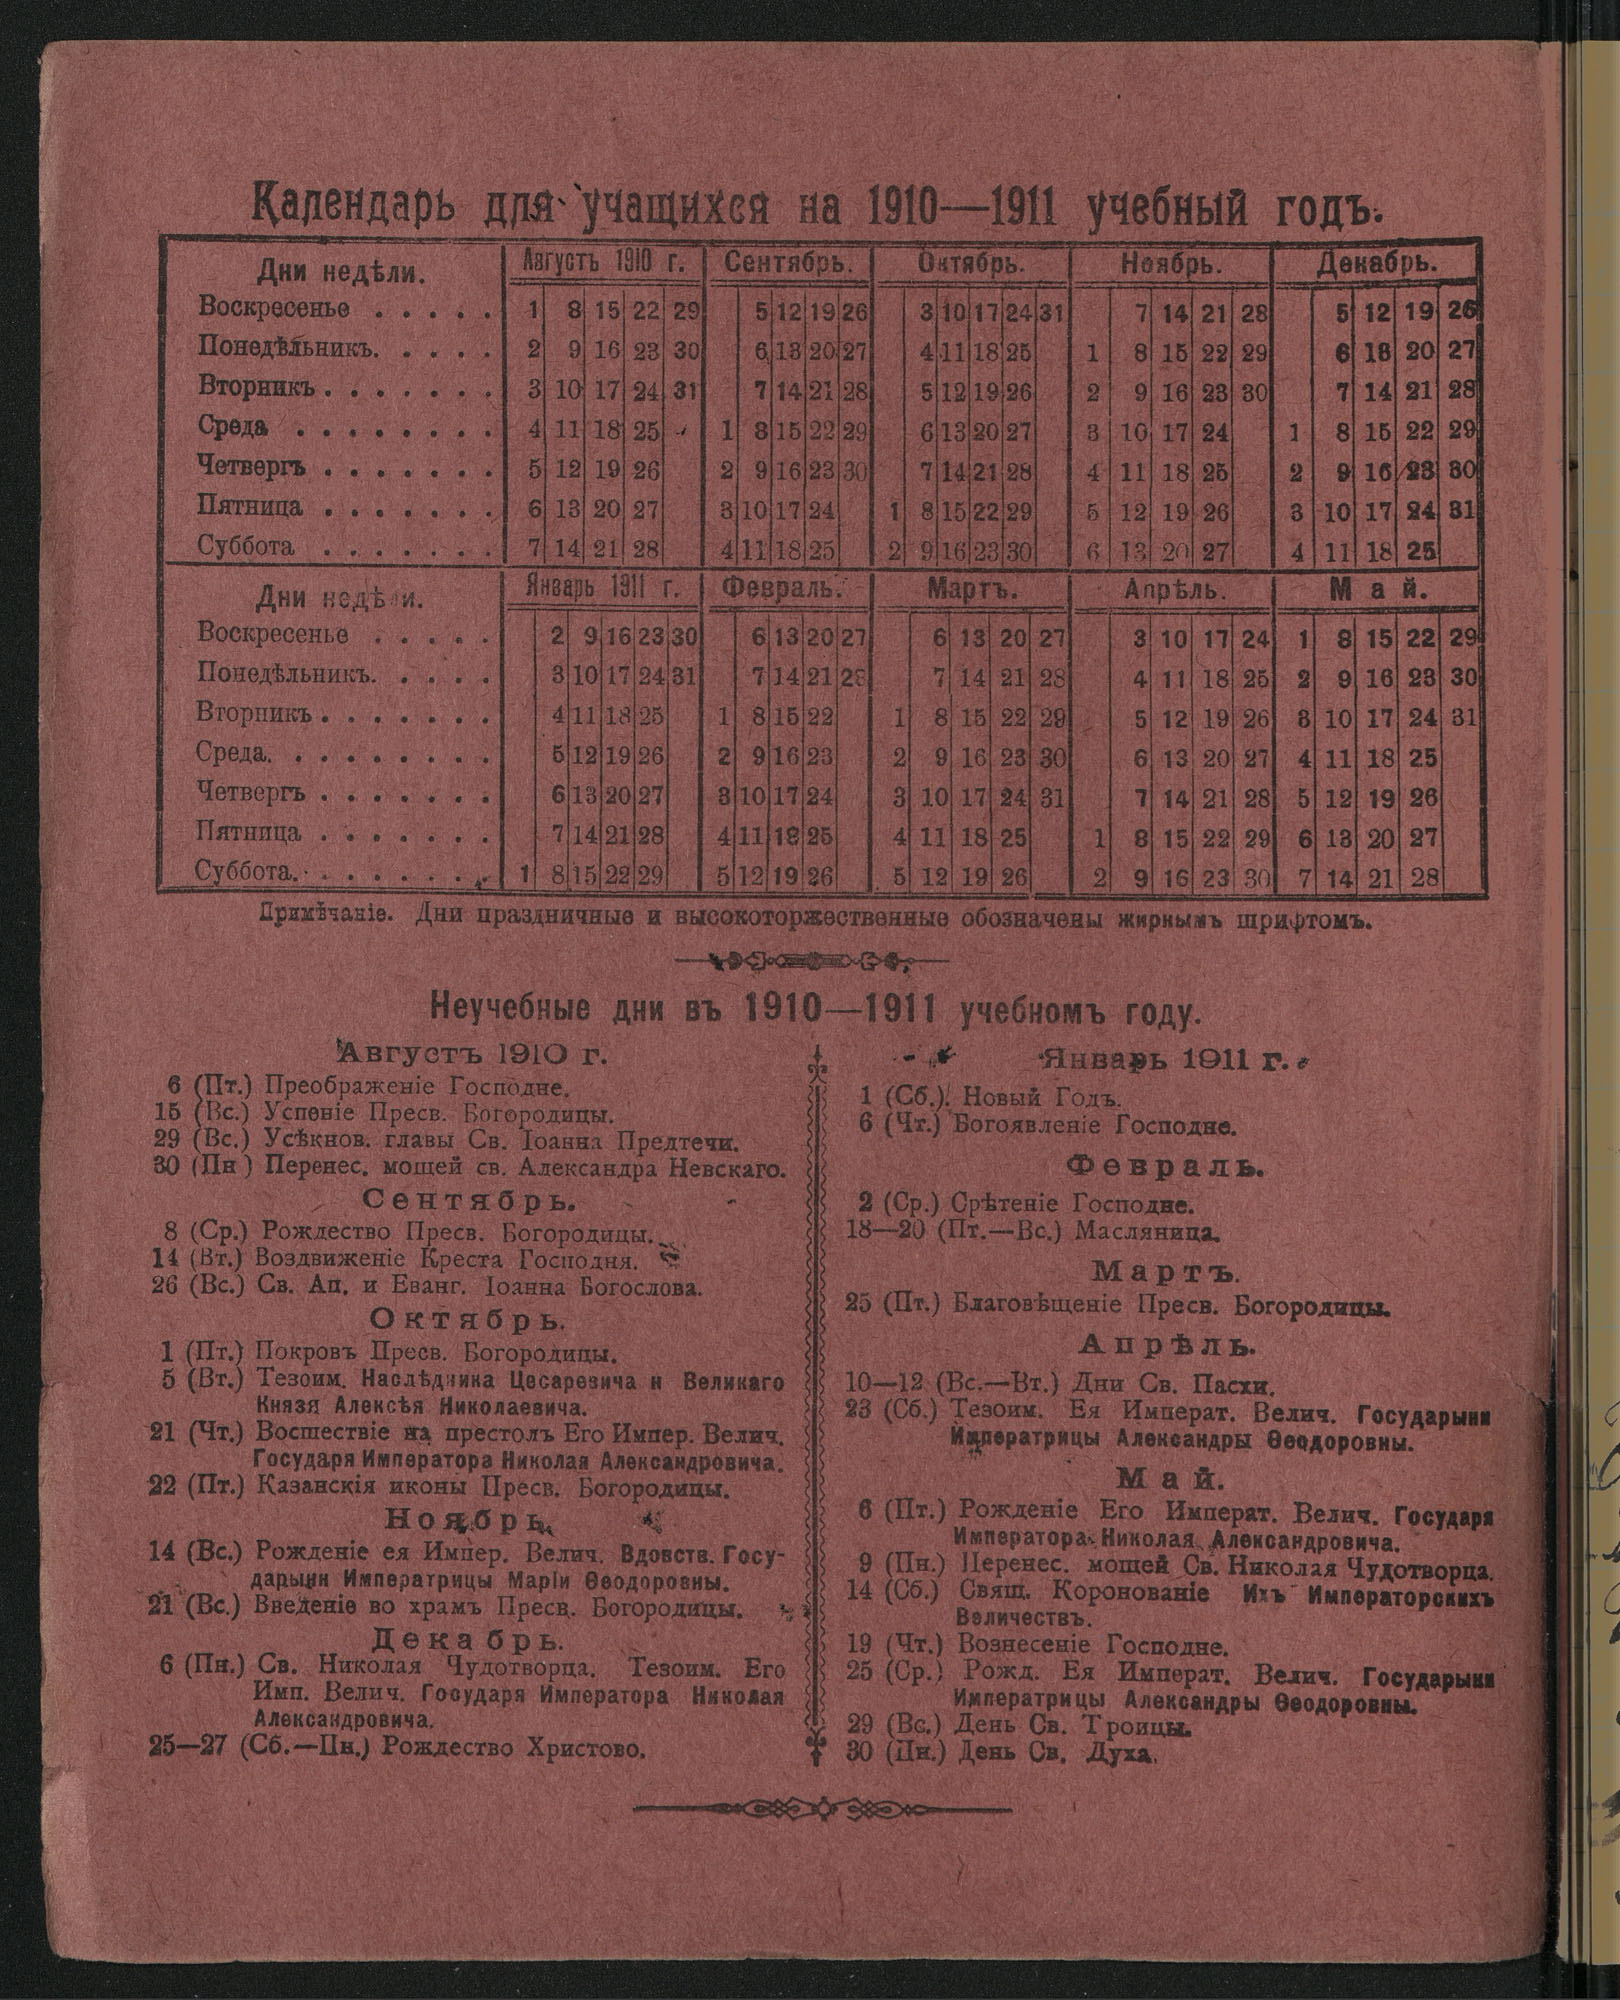 Календарь для учащихся на 1910—1911 учебный годъ.
Дни недѣли. Августъ 1910 г. Сентябрь. Октябрь. Ноябрь. Декабрь.
Воскресенье . . . . . 1 8 15 22 29 5 12 19 26 3 10 17 24 31 7 14 21 28 5 12 19 26
Понедѣльникъ. . . . . 2 9 16 23 30 6 13 20 27 4 11 18 25 1 8 15 22 29 6 13 20 27
Вторникъ . . . . . . . 3 10 17 24 31 7 14 21 28 5 12 19 26 2 9 16 23 30 7 14 21 28
Среда . . . . . . . . 4 11 18 25 1 8 15 22 29 6 13 20 27 3 10 17 24 1 8 15 22 29
Четвергъ . . . . . . . 5 12 19 26 2 9 16 23 30 7 14 21 28 4 11 18 25 2 9 16 23 30
Пятница . . . . . . . 6 13 20 27 3 10 17 24 1 8 15 22 29 5 12 19 26 3 10 17 24 31
Суббота . . . . . . . 7 14 21 28 4 11 18 25 2 9 16 23 30 6 13 20 27 4 11 18 25
Дни недѣли. Январь 1911 г. Февраль. Мартъ. Апрѣль. Май.
Воскресенье . . . . . 2 9 16 23 30 6 13 20 27 6 13 20 27 3 10 17 24 1 8 15 22 29
Понедѣльникъ. . . . . 3 10 17 24 31 7 14 21 28 7 14 21 28 4 11 18 25 2 9 16 23 30
Вторникъ . . . . . . . 4 11 18 25 1 8 15 22 1 8 15 22 29 5 12 19 26 3 10 17 24 31
Среда. . . . . . . . . 5 12 19 26 2 9 16 23 2 9 16 23 30 6 13 20 27 4 11 18 25
Четвергъ . . . . . . . 6 13 20 27 3 10 17 24 3 10 17 24 31 7 14 21 28 5 12 19 26
Пятница . . . . . . . 7 14 21 28 4 11 18 25 4 11 18 25 1 8 15 22 29 6 13 20 27
Суббота. . . . . . . . 1 8 15 22 29 5 12 19 26 5 12 19 26 2 9 16 23 30 7 14 21 28
Примѣчаніе. Дни праздничные и высокоторжественные обозначены жирнымъ шрифтомъ.
Неучебные дни въ 1910—1911 учебномъ году.
Августъ 1910 г.
6 (Пт.) Преображеніе Господне.
15 (Вс.) Успеніе Пресв. Богородицы.
29 (Вс.) Усѣкнов. главы Св. Іоанна Предтечи.
30 (Пн ) Перенес. мощей св. Александра Невскаго.
Сентябрь.
8 (Ср.) Рождество Пресв. Богородицы.
14 (Вт.) Воздвиженіе Креста Господня.
26 (Вс.) Св. Ап. и Еванг. Іоанна Богослова.
Октябрь.
1 (Пт.) Покровъ Пресв. Богородицы.
5 (Вт.) Тезоим. Наслѣдника Цесаревича и Великаго
Князя Алексѣя Николаевича.
21 (Чт.) Восшествіе на престолъ Его Импер. Велич.
Государя Императора Николая Александровича.
22 (Пт.) Казанскія иконы Пресв. Богородицы.
Ноябрь.
14 (Вс.) Рожденіе ея Импер. Велич. Вдовств. Госу-
дарыни Императрицы Маріи Ѳеодоровны.
21 (Вс.) Введеніе во храмъ Пресв. Богородицы.
Декабрь.
6 (Пн.) Св. Николая Чудотворца. Тезоим. Его
Имп. Велич. Государя Императора Николая
Александровича.
25—27 (Сб.—Пн.) Рождество Христово.
Январь 1911 г.
1 (Сб.) Новый Годъ.
6 (Чт.) Богоявленіе Господне.
Февраль.
2 (Ср.) Срѣтеніе Господне.
18—20 (Пт.—Вс.) Масляница.
Мартъ.
25 (Пт.) Благовѣщеніе Пресв. Богородицы.
Апрѣль.
10—12 (Вс.—Вт.) Дни Св. Пасхи.
23 (Сб.) Тезоим. Ея Императ. Велич. Государыни
Императрицы Александры Ѳеодоровны.
Май.
6 (Пт.) Рожденіе Его Императ. Велич. Государя
Императора Николая Александровича.
9 (Пн.) Перенес. мощей Св. Николая Чудотворца.
14 (Сб.) Свящ. Коронованіе Ихъ Императорскихъ
Величествъ.
19 (Чт.) Вознесеніе Господне.
25 (Ср.) Рожд. Ея Императ. Велич. Государыни
Императрицы Александры Ѳеодоровны.
29 (Вс.) День Св. Троицы.
30 (Пн.) День Св. Духа.